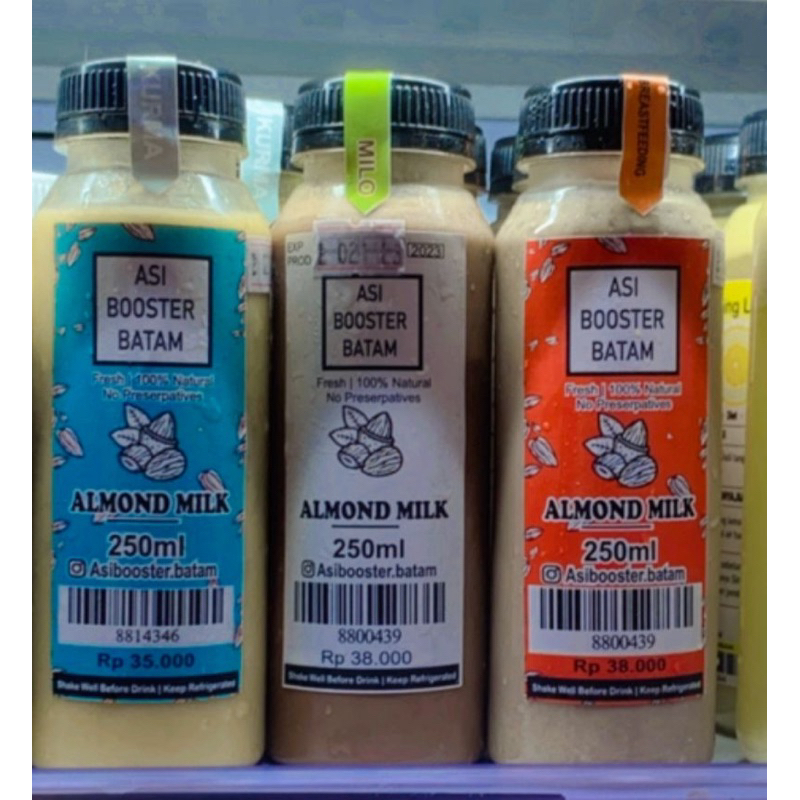 KURMA
ASI
BOOSTER
BATAM
Fresh | 100% Natural
No Preserpatives
ALMOND MILK
250ml
Asibooster.batam
8814346
Rp 35.000
Shake Well Before Drink | Keep Refrigerated
KURMA
MILO
EXP
PROD
2023
ASI
BOOSTER
BATAM
Fresh | 100% Natural
No Preserpatives
ALMOND MILK
250ml
Asibooster.batam
8800439
Rp 38.000
Shake Well Before Drink | Keep Refrigerated
BREASTFEEDING
ASI
BOOSTER
BATAM
Fresh | 100% Natural
No Preserpatives
ALMOND MILK
250ml
Asibooster.batam
8800439
Rp 38.000
Shake Well Before Drink | Keep Refrigerated